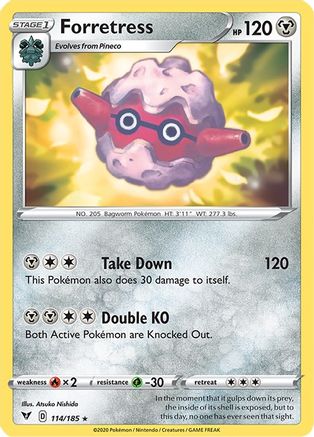 STAGE 1 Forretress HP 120
Evolves from Pineco
NO. 205 Bagworm Pokémon HT: 3'11" WT: 277.3 lbs.
Take Down 120
This Pokémon also does 30 damage to itself.
Double KO
Both Active Pokémon are Knocked Out.
weakness ×2 resistance -30 retreat
Illus. Atsuko Nishida
D 114/185 ★
In the moment that it gulps down its prey,
the inside of its shell is exposed, but to
this day, no one has ever seen that sight.
©2020 Pokémon / Nintendo / Creatures / GAME FREAK